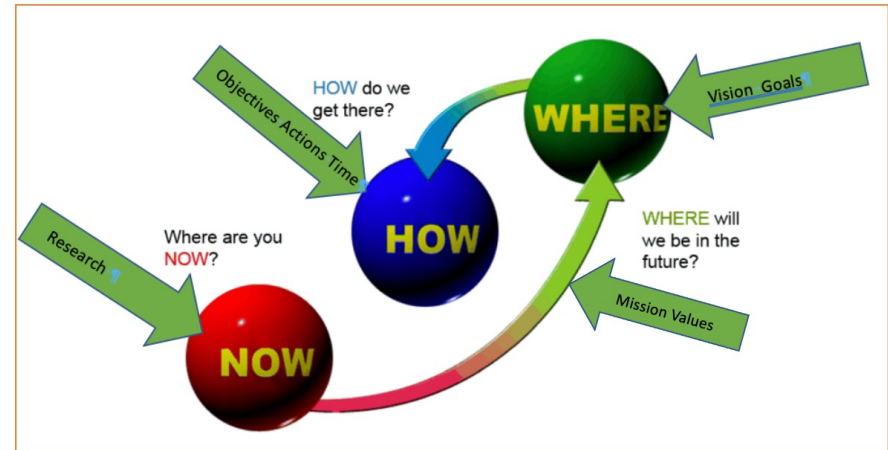 Objectives Actions Time
HOW do we
get there?
WHERE
Vision Goals¶
HOW
Research ¶
Where are you
NOW?
WHERE will
we be in the
future?
Mission Values
NOW